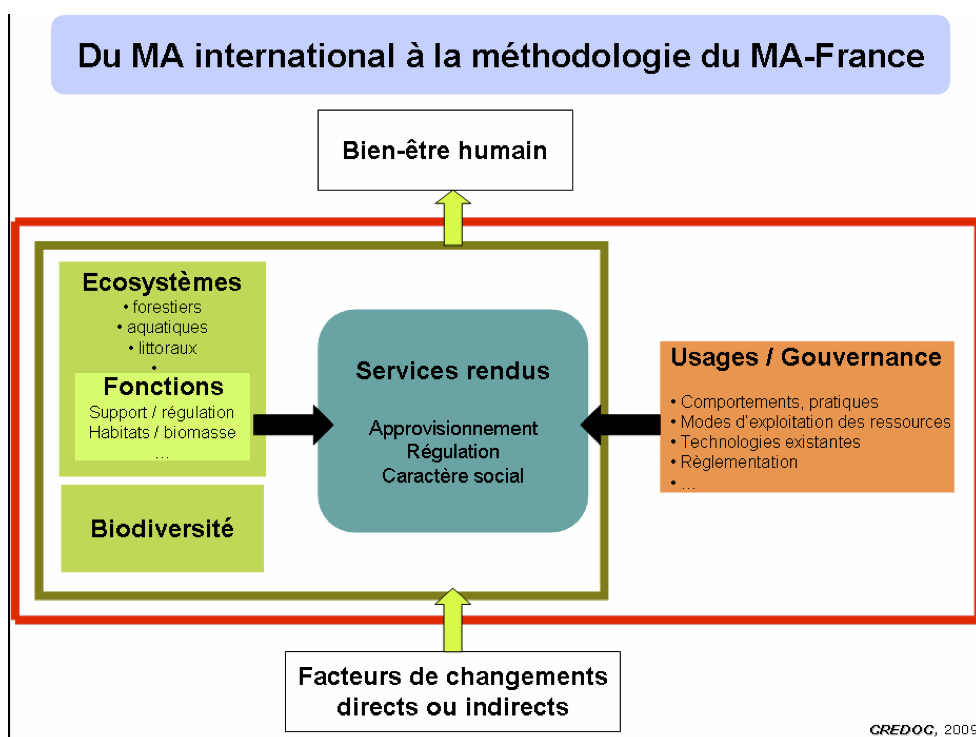 Du MA international à la méthodologie du MA-France
Bien-être humain
Ecosystèmes
• forestiers
• aquatiques
• littoraux
•
Fonctions
Support / régulation
Habitats / biomasse
...
Biodiversité
Services rendus
Approvisionnement
Régulation
Caractère social
Usages / Gouvernance
• Comportements, pratiques
• Modes d'exploitation des ressources
• Technologies existantes
• Règlementation
• ...
Facteurs de changements
directs ou indirects
CREDOC, 2009